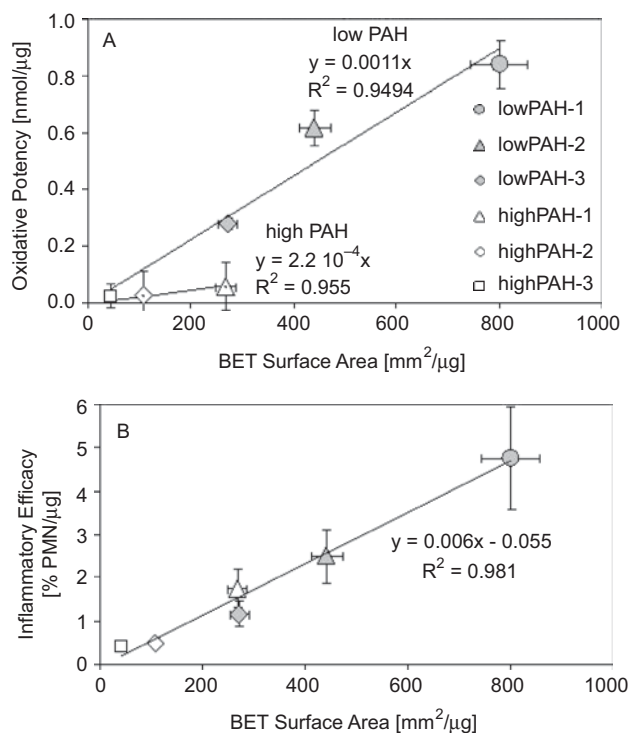 A
low PAH
y = 0.0011x
R² = 0.9494
high PAH
y = 2.2 10⁻⁴x
R² = 0.955
lowPAH-1
lowPAH-2
lowPAH-3
highPAH-1
highPAH-2
highPAH-3
Oxidative Potency [nmol/µg]
1.0
0.8
0.6
0.4
0.2
0.0
0
200
400
600
800
1000
BET Surface Area [mm²/µg]
B
y = 0.006x - 0.055
R² = 0.981
Inflammatory Efficacy
[% PMN/µg]
6
5
4
3
2
1
0
0
200
400
600
800
1000
BET Surface Area [mm²/µg]